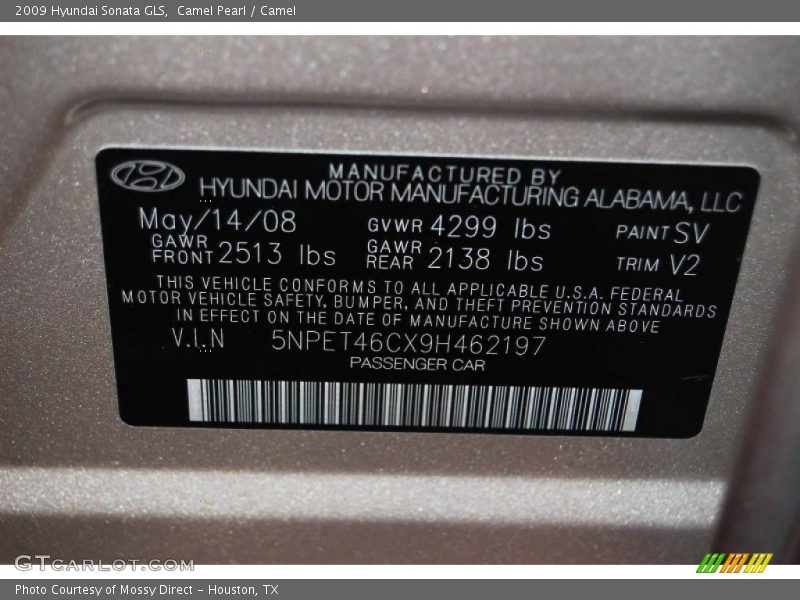 2009 Hyundai Sonata GLS, Camel Pearl / Camel
MANUFACTURED BY
HYUNDAI MOTOR MANUFACTURING ALABAMA, LLC
May/14/08 GVWR 4299 lbs PAINT SV
GAWR FRONT 2513 lbs GAWR REAR 2138 lbs TRIM V2
THIS VEHICLE CONFORMS TO ALL APPLICABLE U.S.A. FEDERAL
MOTOR VEHICLE SAFETY, BUMPER, AND THEFT PREVENTION STANDARDS
IN EFFECT ON THE DATE OF MANUFACTURE SHOWN ABOVE
V.I.N 5NPET46CX9H462197
PASSENGER CAR
GTCARLOT.COM
Photo Courtesy of Mossy Direct - Houston, TX